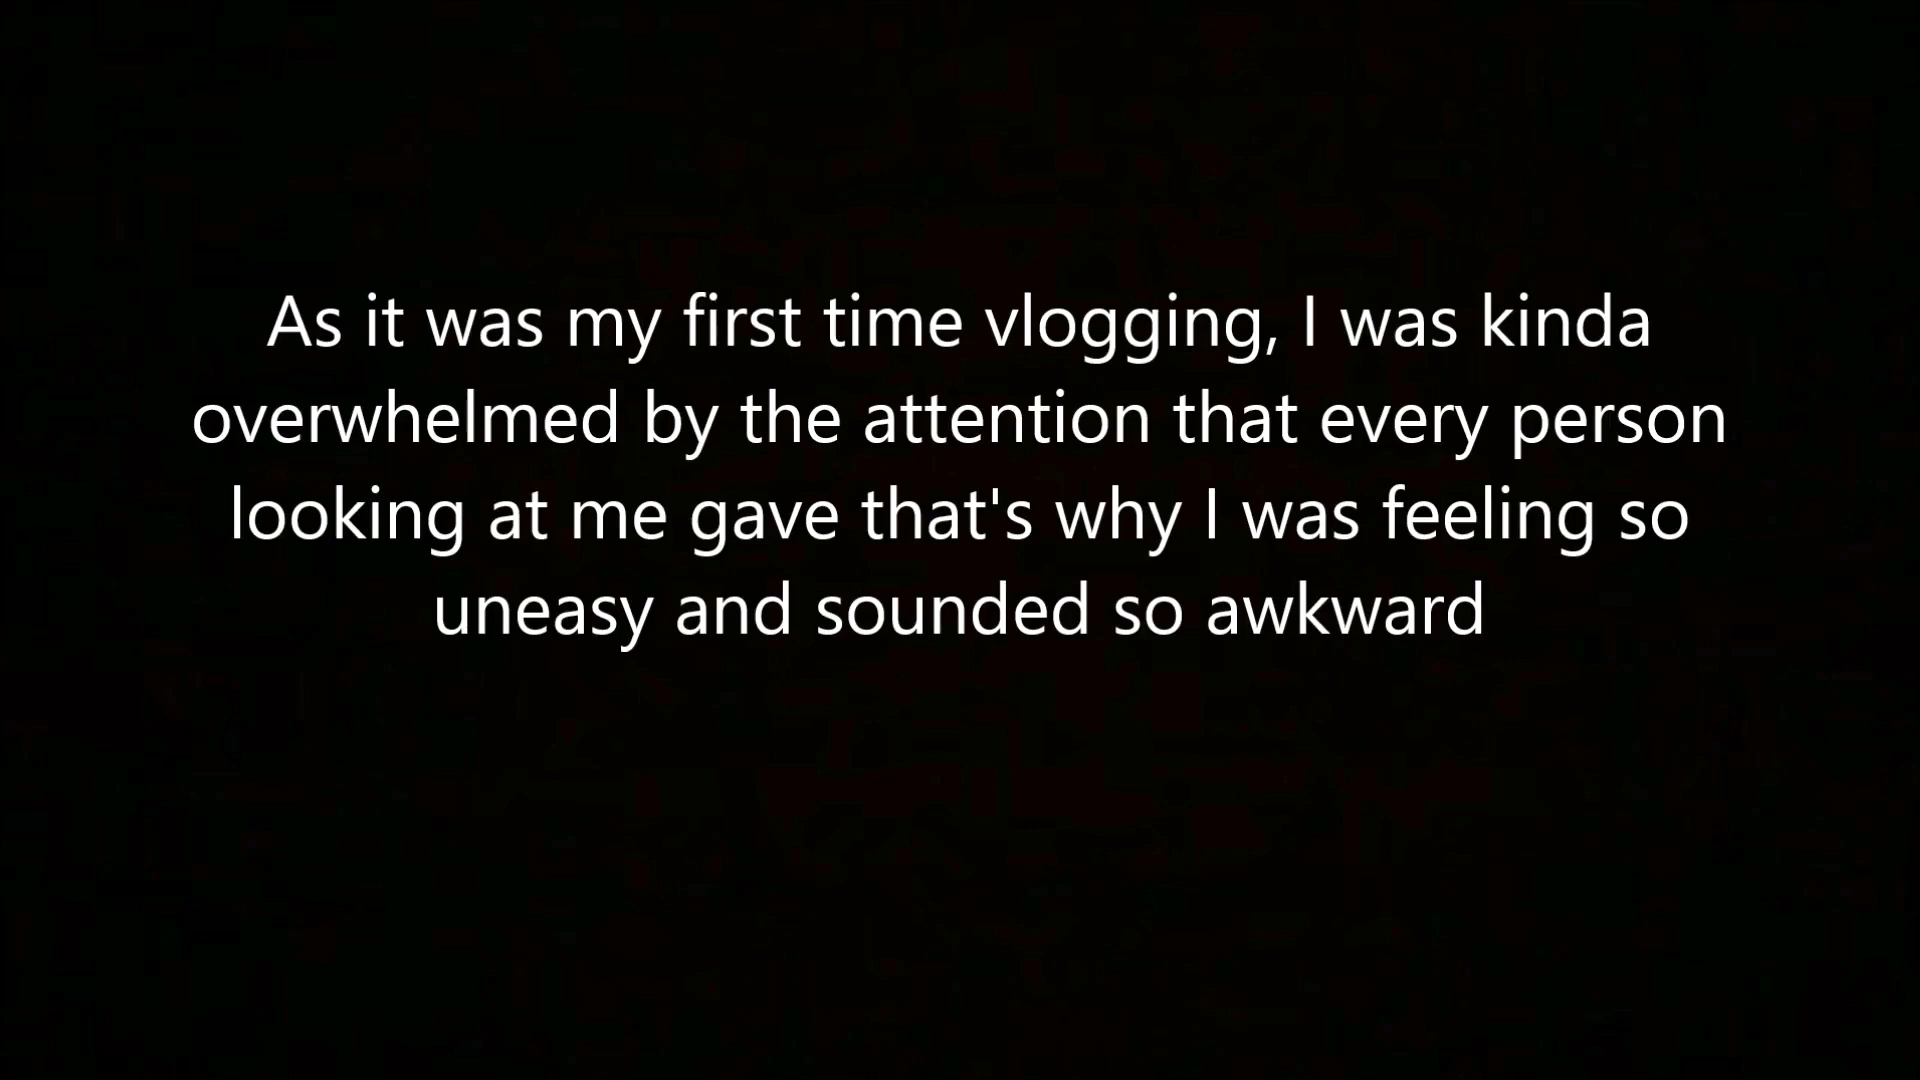 As it was my first time vlogging, I was kinda
overwhelmed by the attention that every person
looking at me gave that's why I was feeling so
uneasy and sounded so awkward